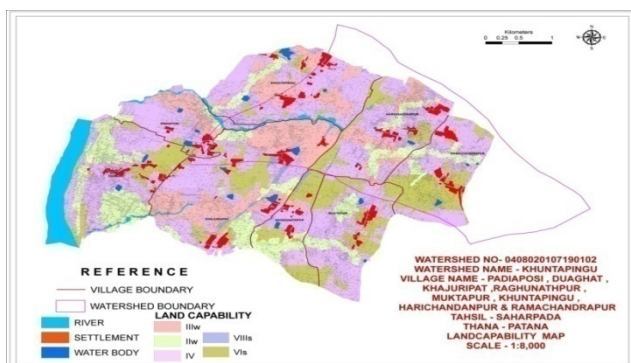 Kilometers
0 0.25 0.5 1
N
REFERENCE
VILLAGE BOUNDARY
WATERSHED BOUNDARY
RIVER
SETTLEMENT
WATER BODY
LAND CAPABILITY
IIIw
IIw
IV
VIIIs
VIs
WATERSHED NO- 0408020107190102
WATERSHED NAME - KHUNTAPINGU
VILLAGE NAME - PADIAPOSI , DUAGHAT ,
KHAJURIPAT ,RAGHUNATHPUR ,
MUKTAPUR , KHUNTAPINGU ,
HARICHANDANPUR & RAMACHANDRAPUR
TAHSIL - SAHARPADA
THANA - PATANA
LANDCAPABILITY MAP
SCALE - 1:8,000